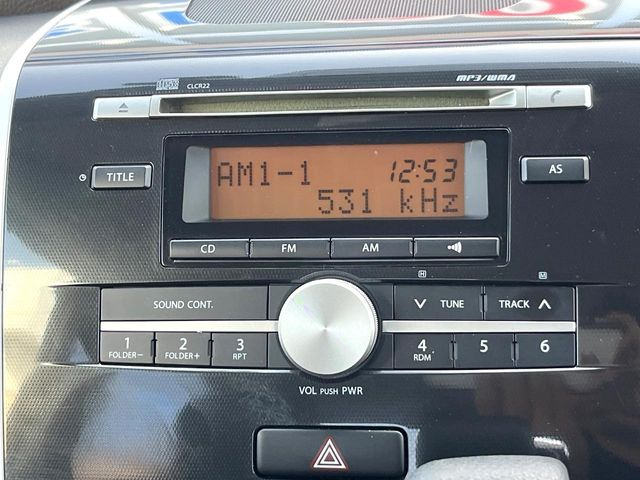 CLCR22
MP3/WMA
TITLE
AM1-1 12:53
531 kHz
AS
CD FM AM
SOUND CONT.
H M
TUNE TRACK
1 2 3 4 5 6
FOLDER- FOLDER+ RPT RDM
VOL PUSH PWR